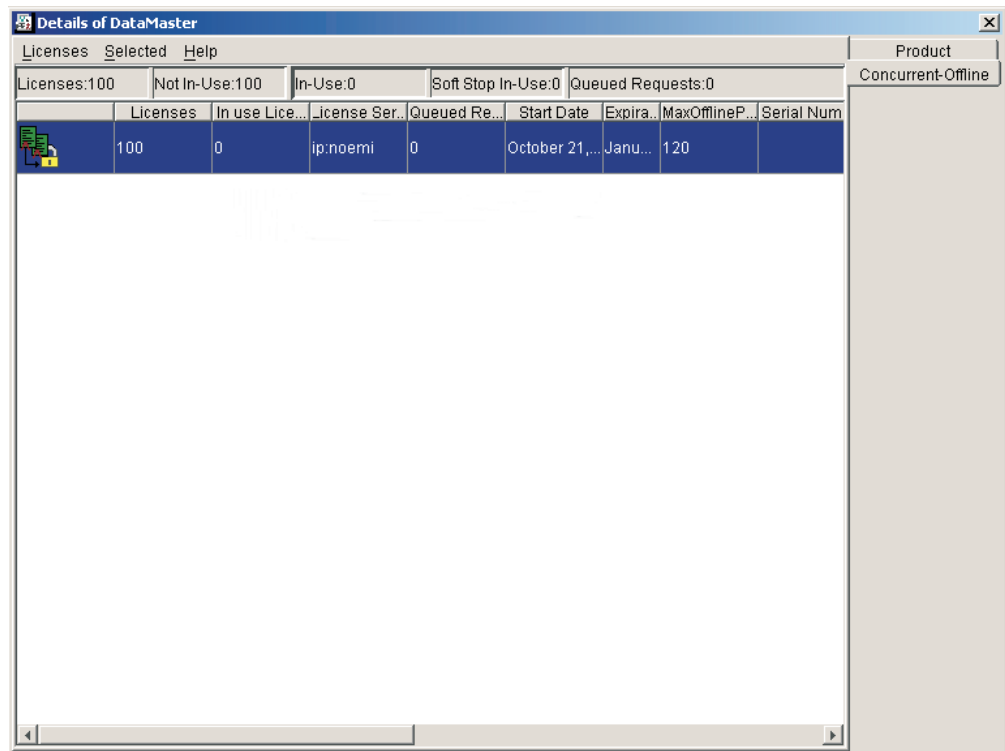 Details of DataMaster
Licenses Selected Help
Product
Concurrent-Offline
Licenses:100 Not In-Use:100 In-Use:0 Soft Stop In-Use:0 Queued Requests:0
Licenses In use Lice... License Ser... Queued Re... Start Date Expira... MaxOfflineP... Serial Num
100 0 ip:noemi 0 October 21,... Janu... 120